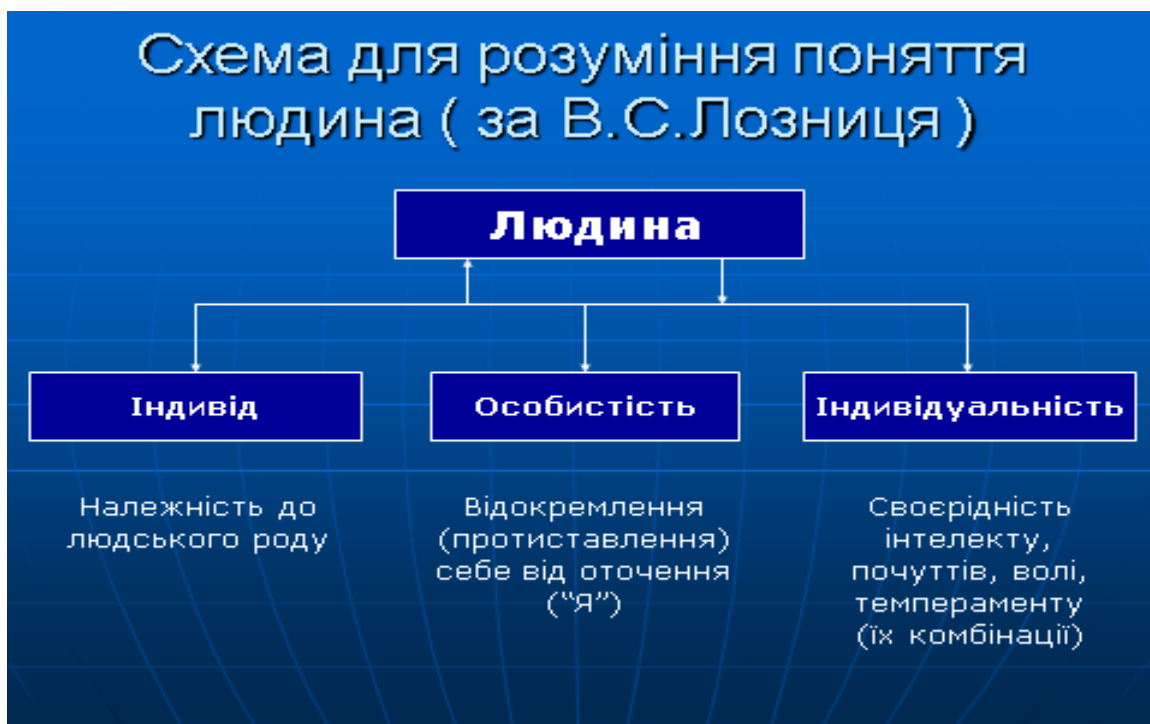 Схема для розуміння поняття
людина ( за В.С.Лозниця )
Людина
Індивід
Особистість
Індивідуальність
Належність до
людського роду
Відокремлення
(протиставлення)
себе від оточення
(“Я”)
Своєрідність
інтелекту,
почуттів, волі,
темпераменту
(їх комбінації)